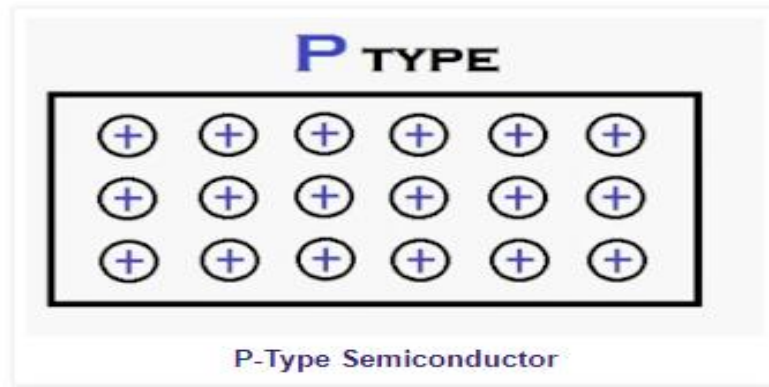 P TYPE
+ + + + + +
+ + + + + +
+ + + + + +
P-Type Semiconductor